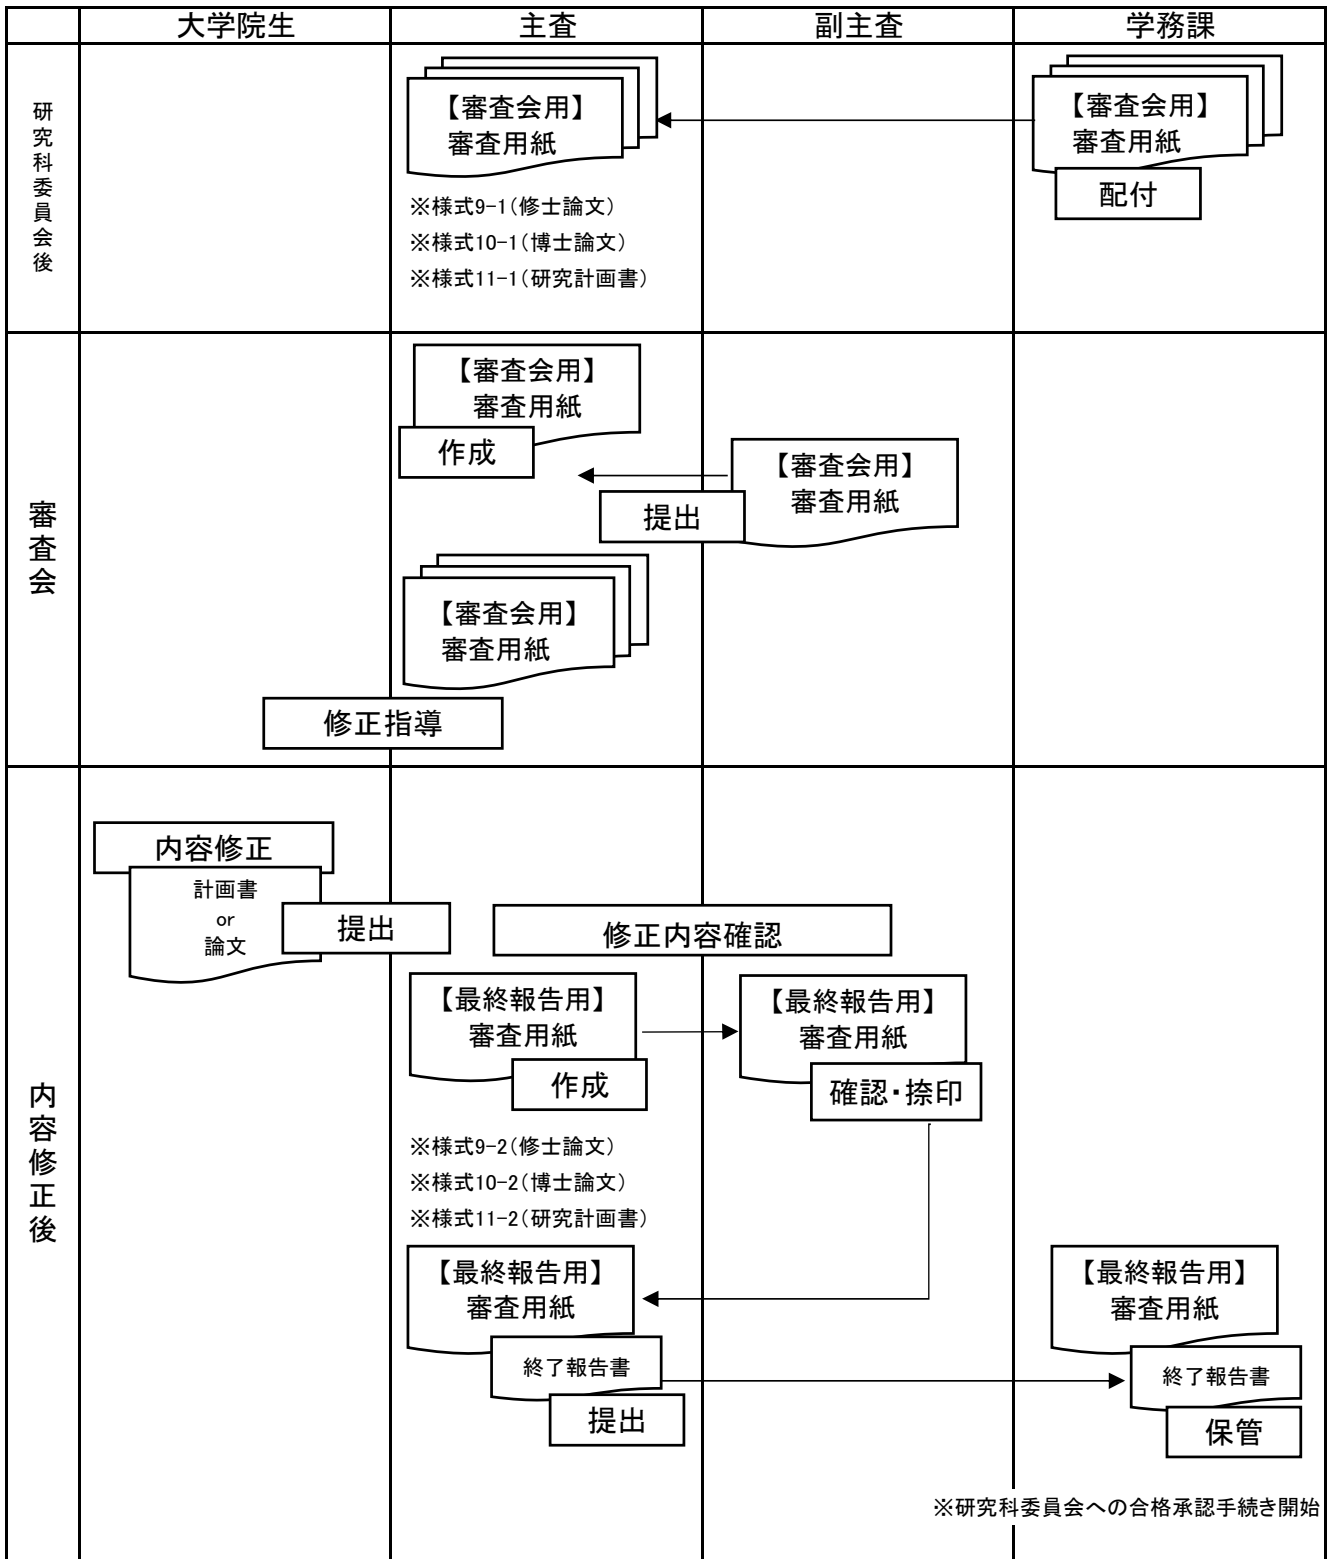 大学院生
主査
副主査
学務課
研究科委員会後
【審査会用】
審査用紙
【審査会用】
審査用紙
配付
※様式9-1(修士論文)
※様式10-1(博士論文)
※様式11-1(研究計画書)
審査会
【審査会用】
審査用紙
作成
【審査会用】
審査用紙
提出
【審査会用】
審査用紙
修正指導
内容修正後
内容修正
計画書
or
論文
提出
修正内容確認
【最終報告用】
審査用紙
作成
【最終報告用】
審査用紙
確認・捺印
※様式9-2(修士論文)
※様式10-2(博士論文)
※様式11-2(研究計画書)
【最終報告用】
審査用紙
終了報告書
提出
【最終報告用】
審査用紙
終了報告書
保管
※研究科委員会への合格承認手続き開始